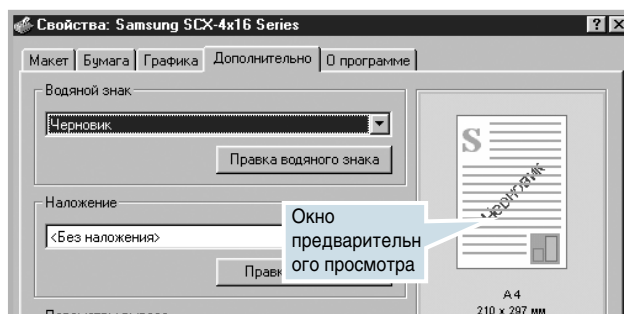 Свойства: Samsung SCX-4x16 Series
Макет Бумага Графика Дополнительно О программе
Водяной знак
Черновик
Правка водяного знака
Наложение
<Без наложения>
Правк
Окно
предварительн
ого просмотра
S
Черновик
A4
210 x 297 мм